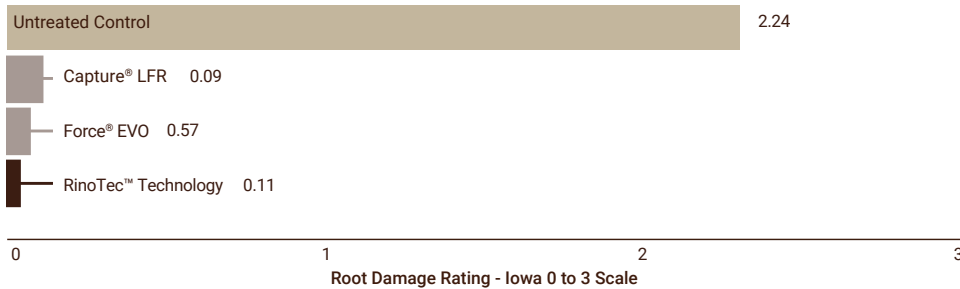 Untreated Control 2.24
Capture® LFR 0.09
Force® EVO 0.57
RinoTec™ Technology 0.11
0 1 2 3
Root Damage Rating - Iowa 0 to 3 Scale